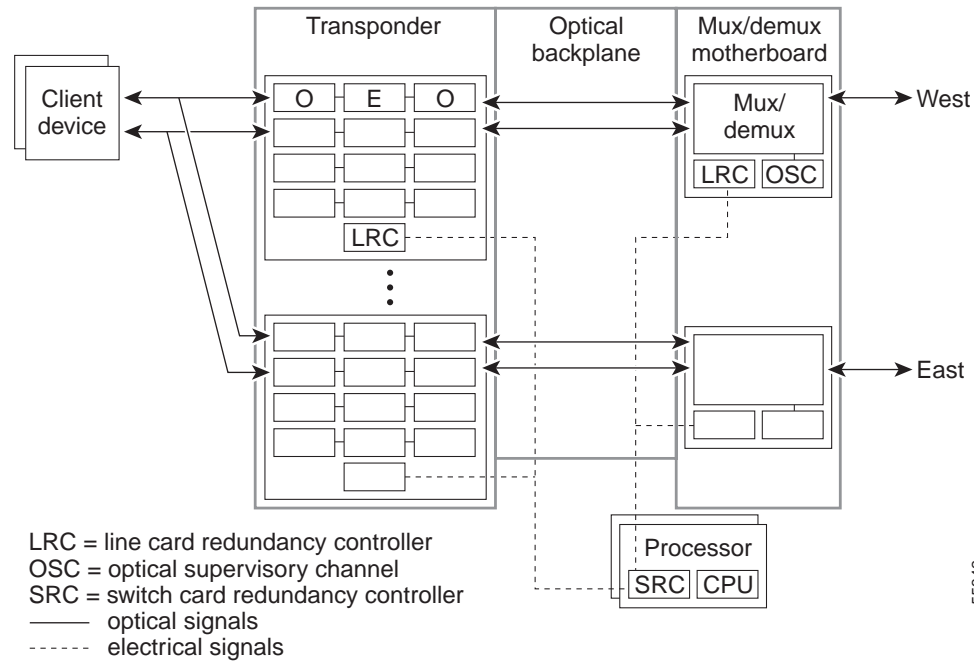 Transponder
Optical
backplane
Mux/demux
motherboard
Client
device
O E O
Mux/
demux
West
LRC OSC
LRC
East
Processor
SRC CPU
LRC = line card redundancy controller
OSC = optical supervisory channel
SRC = switch card redundancy controller
optical signals
electrical signals